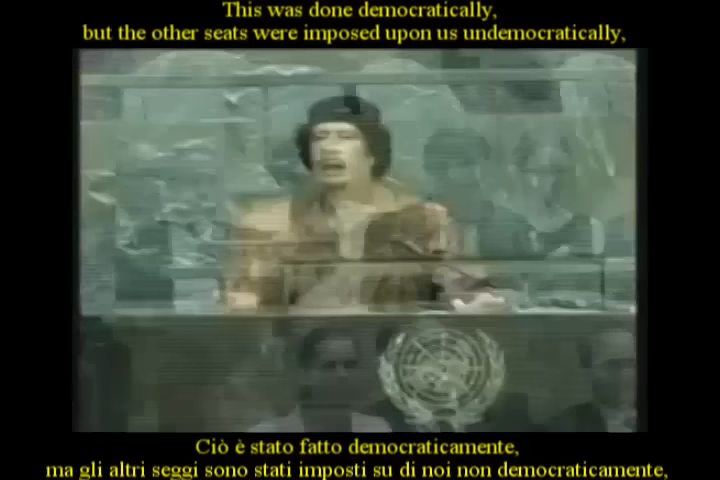 This was done democratically,
but the other seats were imposed upon us undemocratically,
Ciò è stato fatto democraticamente,
ma gli altri seggi sono stati imposti su di noi non democraticamente,